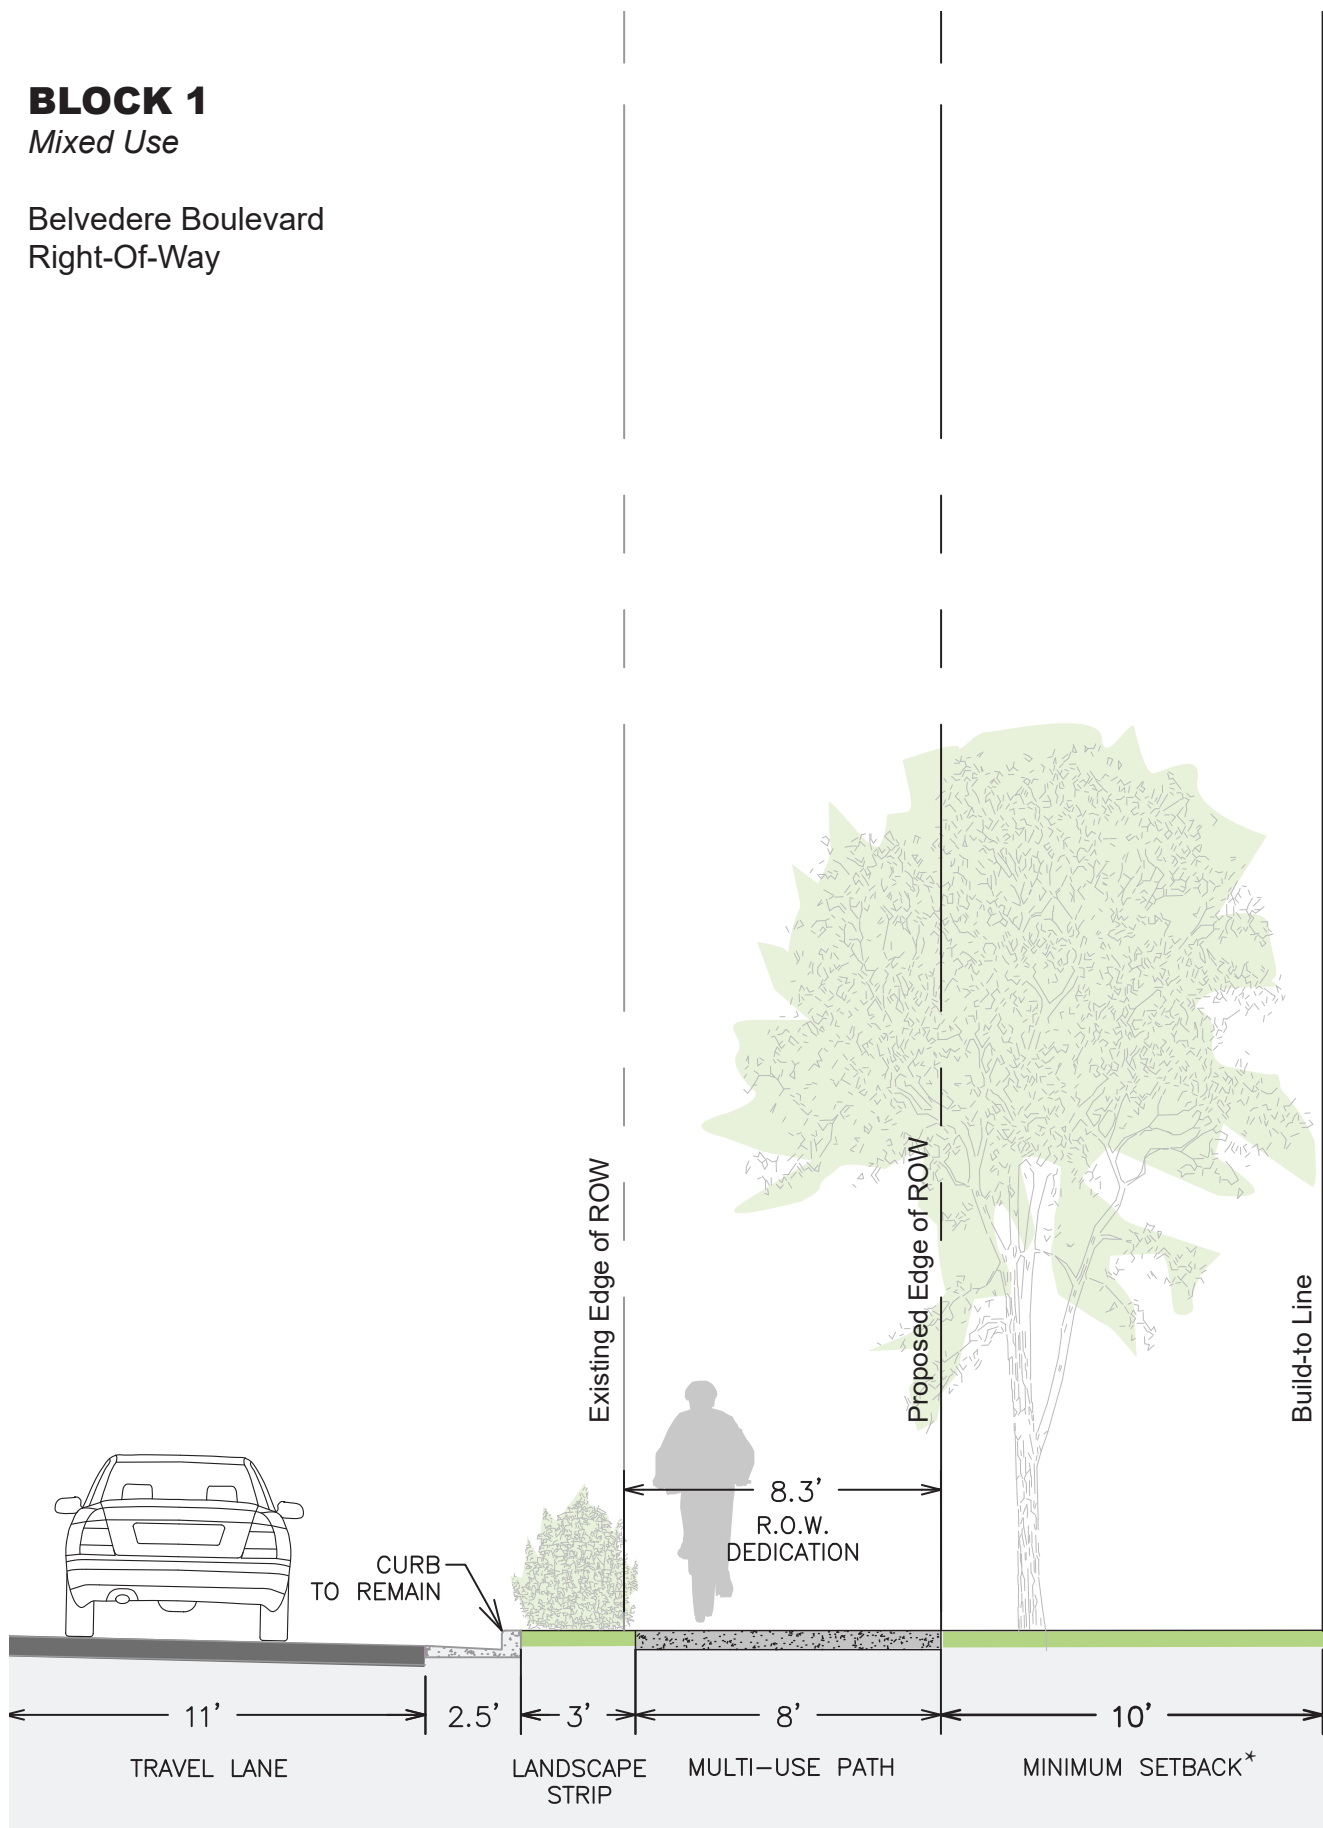 BLOCK 1
Mixed Use
Belvedere Boulevard
Right-Of-Way
Existing Edge of ROW
Proposed Edge of ROW
Build-to Line
8.3’
R.O.W.
DEDICATION
CURB
TO REMAIN
11’
2.5’
3’
8’
10’
TRAVEL LANE
LANDSCAPE
STRIP
MULTI-USE PATH
MINIMUM SETBACK*